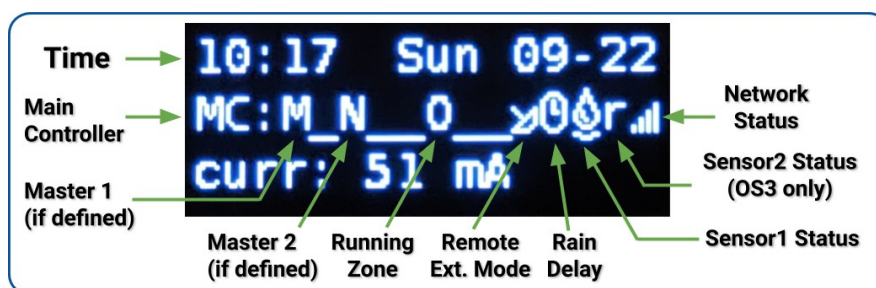 Time
10:17 Sun 09-22
Main
Controller
MC:M_N___O___r
Network
Status
curr: 51 mA
Sensor2 Status
(OS3 only)
Master 1
(if defined)
Sensor1 Status
Master 2
(if defined)
Running
Zone
Remote
Ext. Mode
Rain
Delay